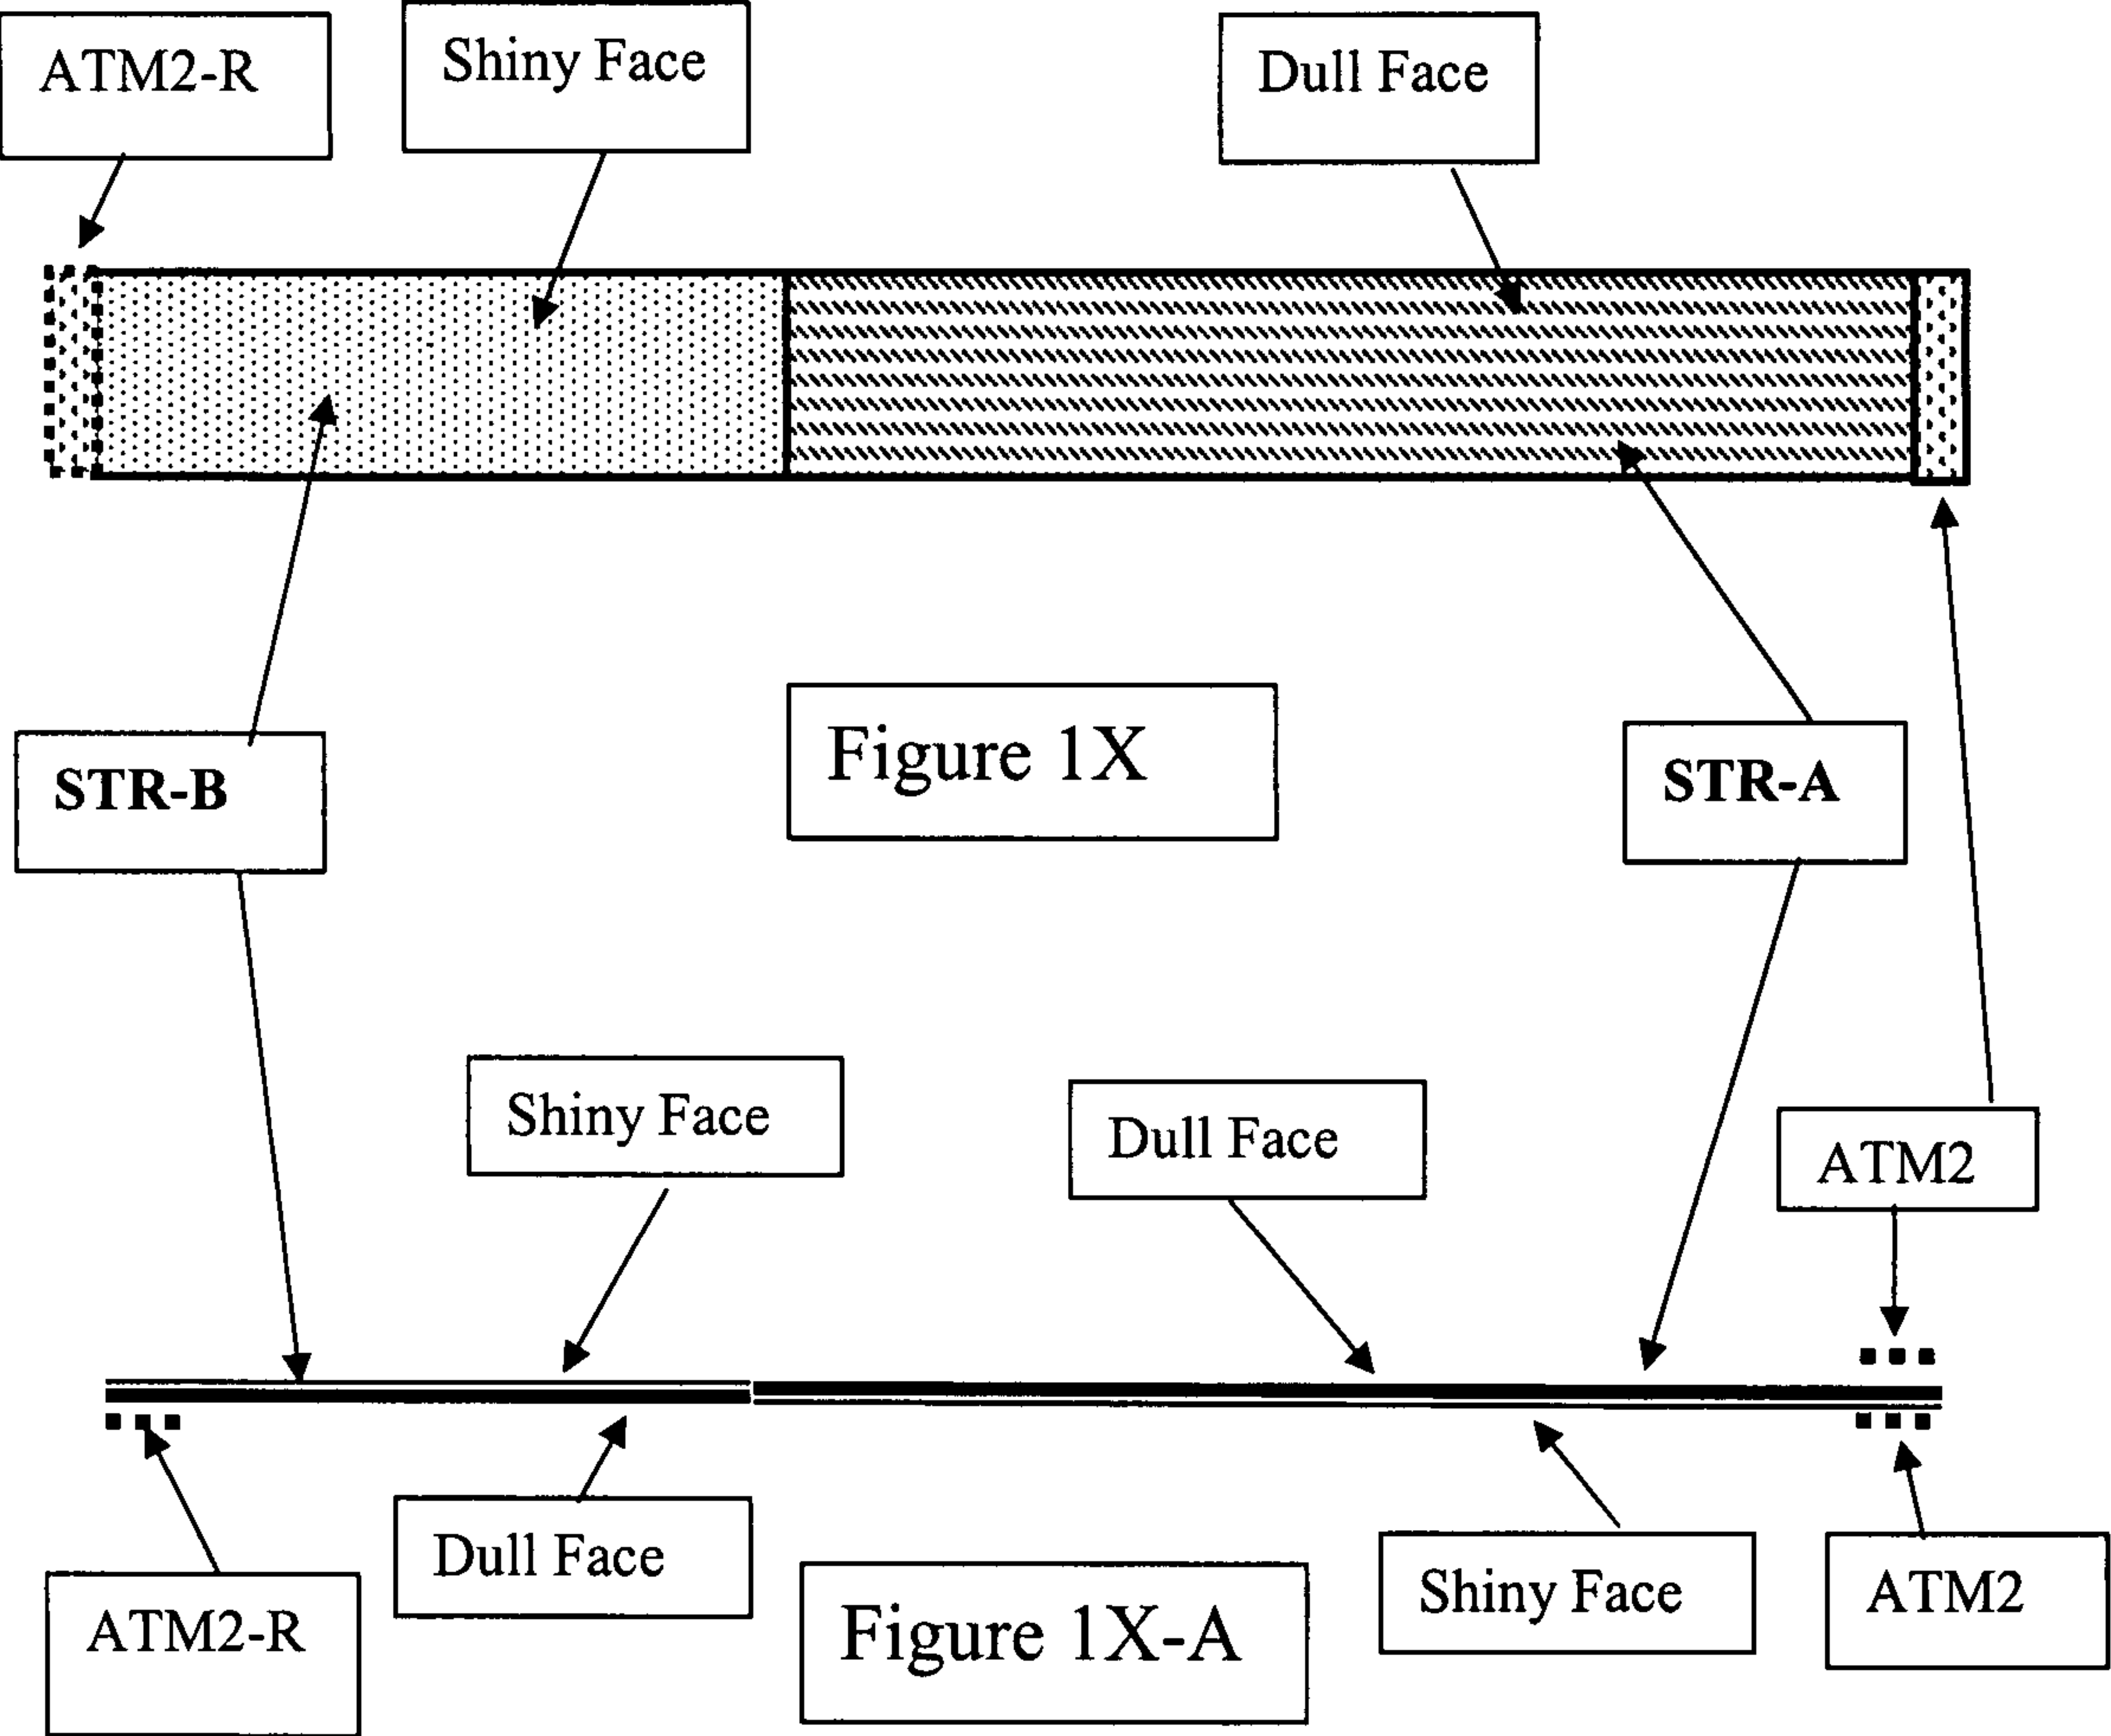 ATM2-R
Shiny Face
Dull Face
STR-B
Figure 1X
STR-A
Shiny Face
Dull Face
ATM2
Dull Face
Shiny Face
ATM2
ATM2-R
Figure 1X-A